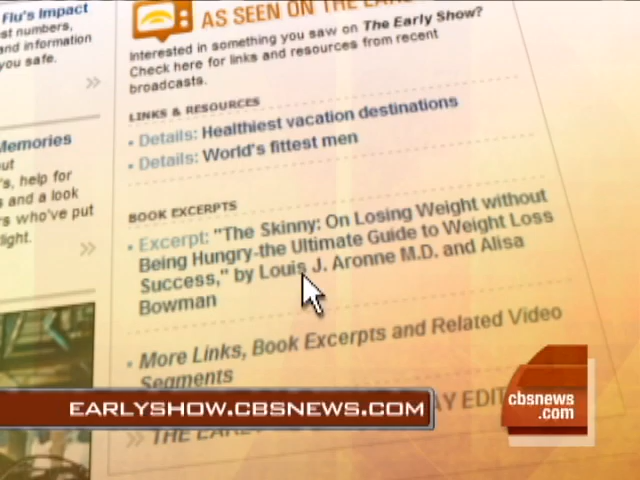 Flu's Impact
st numbers,
and information
you safe.
Memories
ut
's, help for
s and a look
rs who've put
light.
AS SEEN ON THE
Interested in something you saw on The Early Show?
Check here for links and resources from recent
broadcasts.
LINKS & RESOURCES
Details: Healthiest vacation destinations
Details: World's fittest men
BOOK EXCERPTS
Excerpt: "The Skinny: On Losing Weight without
Being Hungry-the Ultimate Guide to Weight Loss
Success," by Louis J. Aronne M.D. and Alisa
Bowman
More Links, Book Excerpts and Related Video
Segments
EARLYSHOW.CBSNEWS.COM
cbsnews
.com